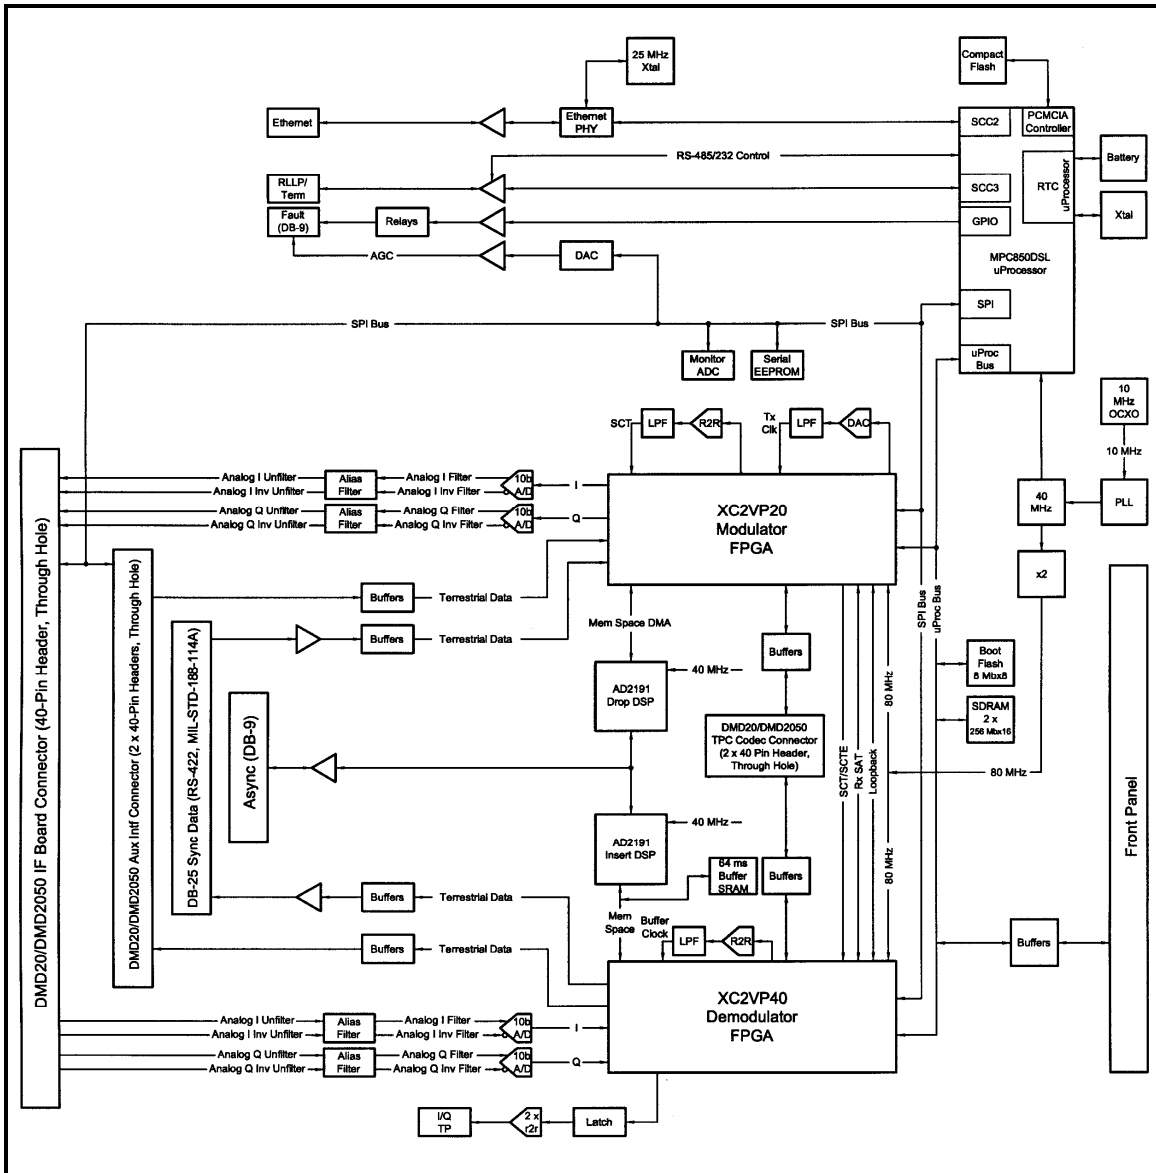 25 MHz
Xtal
Compact
Flash
Ethernet
Ethernet
PHY
SCC2
PCMCIA
Controller
RS-485/232 Control
Battery
RLLP/
Term
SCC3
RTC
uProcessor
Fault
(DB-9)
Relays
GPIO
Xtal
AGC
DAC
MPC850DSL
uProcessor
SPI
SPI Bus
SPI Bus
Monitor
ADC
Serial
EEPROM
uProc
Bus
10
MHz
OCXO
SCT
LPF
R2R
Tx
Clk
LPF
DAC
10 MHz
Analog I Unfilter
Alias
Filter
Analog I Filter
10b
A/D
I
Analog I Inv Unfilter
Analog I Inv Filter
Analog Q Unfilter
Alias
Filter
Analog Q Filter
10b
A/D
Q
Analog Q Inv Unfilter
Analog Q Inv Filter
XC2VP20
Modulator
FPGA
40
MHz
PLL
x2
DMD20/DMD2050 IF Board Connector (40-Pin Header, Through Hole)
DMD20/DMD2050 Aux Intf Connector (2 x 40-Pin Headers, Through Hole)
DB-25 Sync Data (RS-422, MIL-STD-188-114A)
Async (DB-9)
Buffers
Terrestrial Data
Buffers
Terrestrial Data
Mem Space DMA
Buffers
SPI Bus
uProc Bus
Boot
Flash
8 Mbx8
AD2191
Drop DSP
40 MHz
80 MHz
SDRAM
2 x
256 Mbx16
DMD20/DMD2050
TPC Codec Connector
(2 x 40 Pin Header,
Through Hole)
SCT/SCTE
Rx SAT
Loopback
80 MHz
Front Panel
AD2191
Insert DSP
40 MHz
64 ms
Buffer
SRAM
Buffers
80 MHz
Buffers
Terrestrial Data
Mem
Space
Buffer
Clock
LPF
R2R
Buffers
Terrestrial Data
Buffers
XC2VP40
Demodulator
FPGA
Analog I Unfilter
Alias
Filter
Analog I Filter
10b
A/D
I
Analog I Inv Unfilter
Analog I Inv Filter
Analog Q Unfilter
Alias
Filter
Analog Q Filter
10b
A/D
Q
Analog Q Inv Unfilter
Analog Q Inv Filter
I/Q
TP
2 x
r2r
Latch